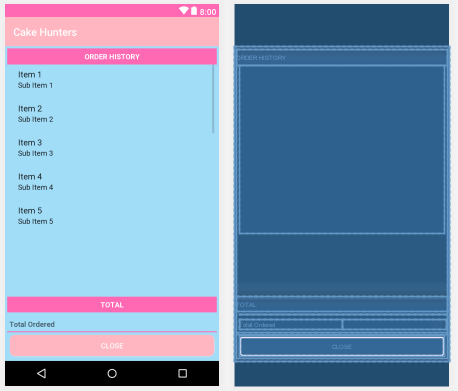 8:00
Cake Hunters
ORDER HISTORY
Item 1
Sub Item 1
Item 2
Sub Item 2
Item 3
Sub Item 3
Item 4
Sub Item 4
Item 5
Sub Item 5
TOTAL
Total Ordered
CLOSE
ORDER HISTORY
TOTAL
Total Ordered
CLOSE